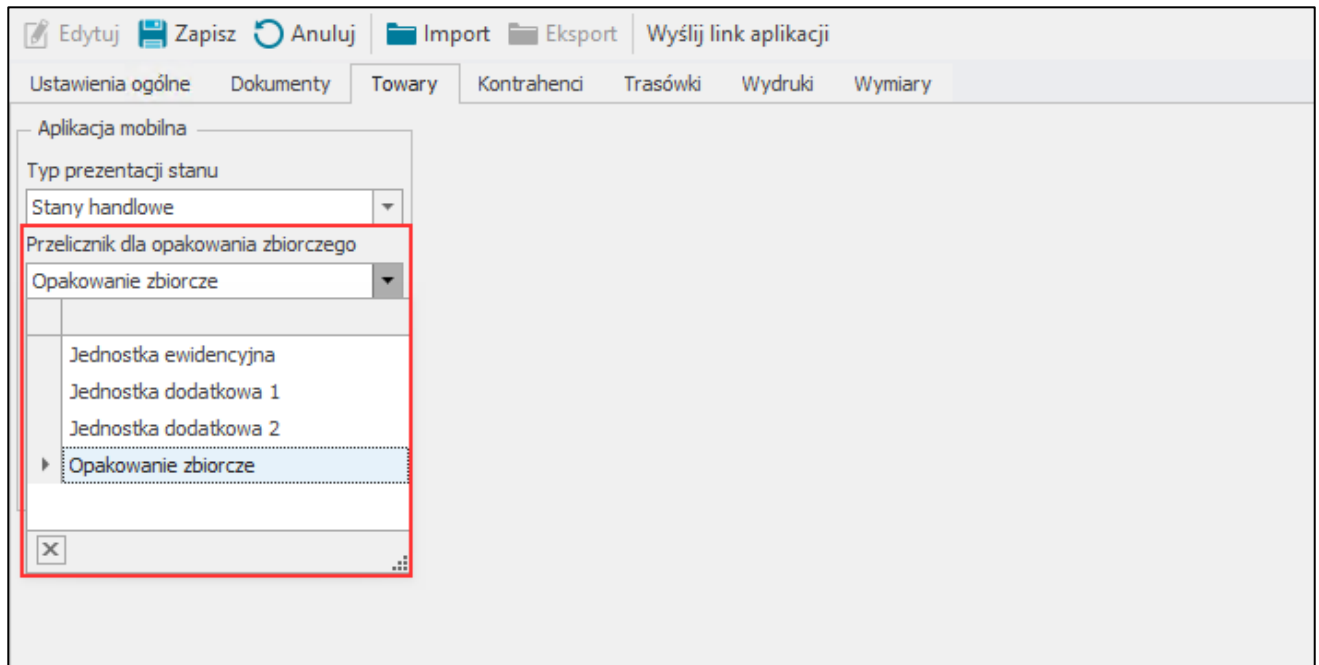 Edytuj Zapisz Anuluj Import Eksport Wyślij link aplikacji
Ustawienia ogólne Dokumenty Towary Kontrahenci Trasówki Wydruki Wymiary
Aplikacja mobilna
Typ prezentacji stanu
Stany handlowe
Przelicznik dla opakowania zbiorczego
Opakowanie zbiorcze
Jednostka ewidencyjna
Jednostka dodatkowa 1
Jednostka dodatkowa 2
Opakowanie zbiorcze